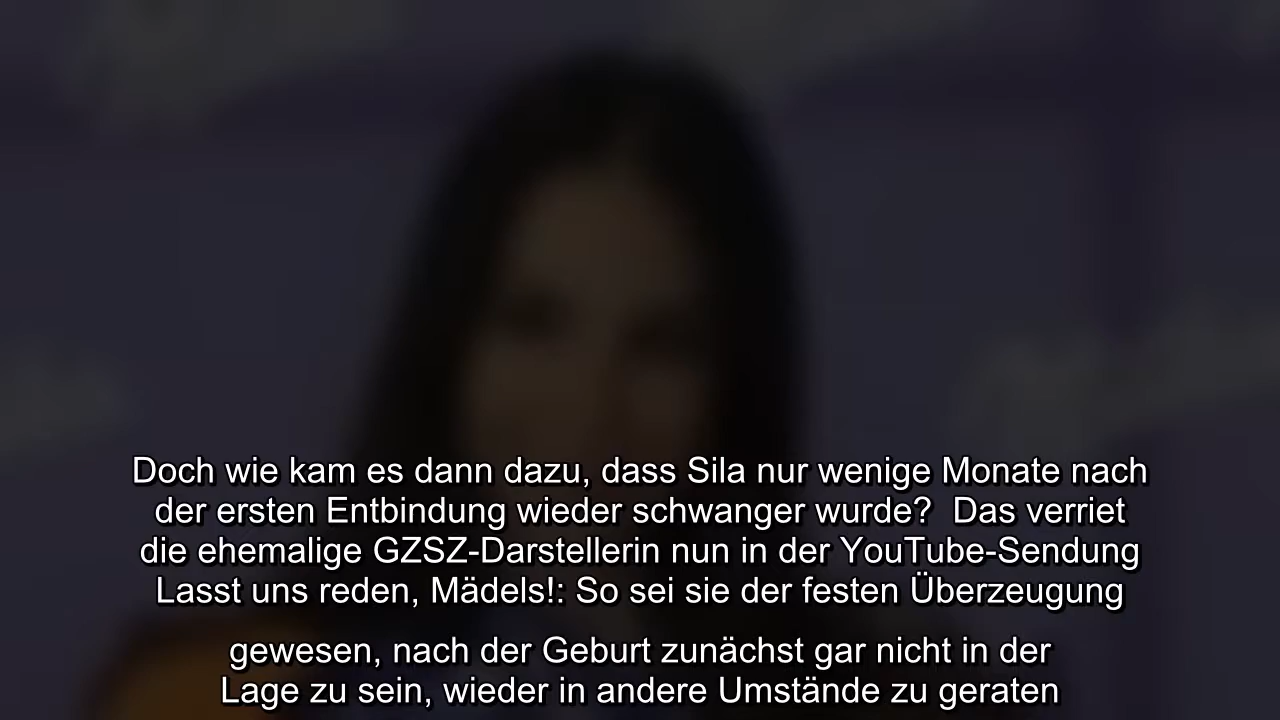 Doch wie kam es dann dazu, dass Sila nur wenige Monate nach
der ersten Entbindung wieder schwanger wurde?  Das verriet
die ehemalige GZSZ-Darstellerin nun in der YouTube-Sendung
Lasst uns reden, Mädels!: So sei sie der festen Überzeugung
gewesen, nach der Geburt zunächst gar nicht in der
Lage zu sein, wieder in andere Umstände zu geraten